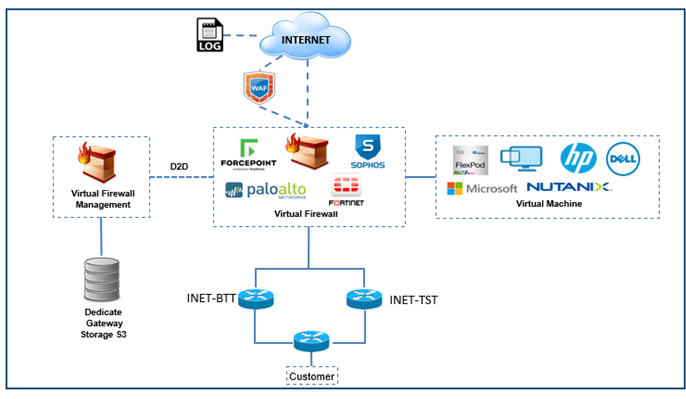 LOG
INTERNET
WAF
Virtual Firewall
Management
D2D
FORCEPOINT
SOPHOS
paloalto
NETWORKS
FORTINET
Virtual Firewall
FlexPod
hp
DELL
Microsoft
NUTANIX
Virtual Machine
Dedicate
Gateway
Storage S3
INET-BTT
INET-TST
Customer